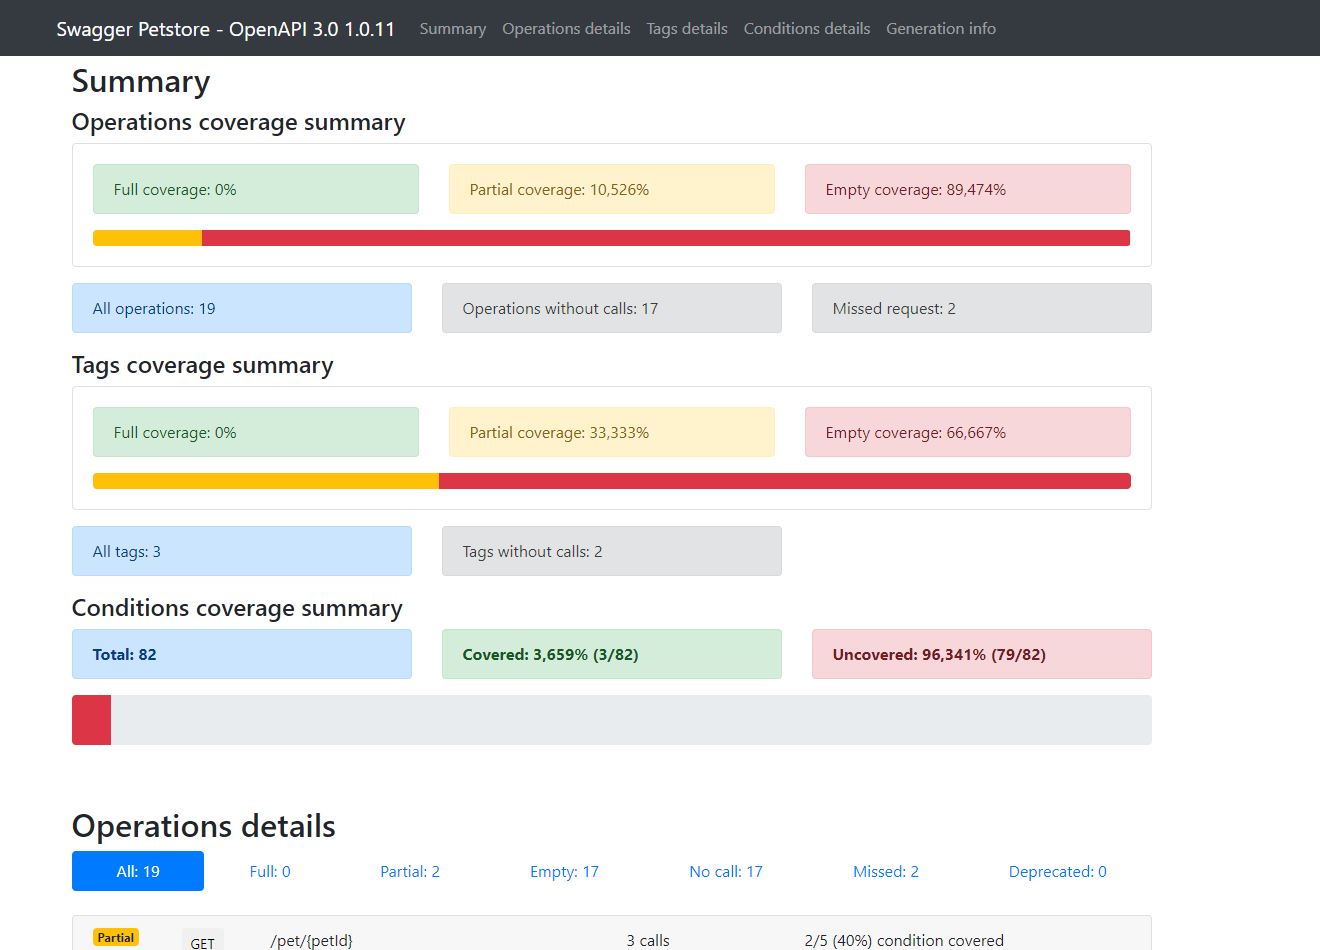 Swagger Petstore - OpenAPI 3.0 1.0.11 Summary Operations details Tags details Conditions details Generation info
Summary
Operations coverage summary
Full coverage: 0% Partial coverage: 10,526% Empty coverage: 89,474%
All operations: 19 Operations without calls: 17 Missed request: 2
Tags coverage summary
Full coverage: 0% Partial coverage: 33,333% Empty coverage: 66,667%
All tags: 3 Tags without calls: 2
Conditions coverage summary
Total: 82 Covered: 3,659% (3/82) Uncovered: 96,341% (79/82)
Operations details
All: 19 Full: 0 Partial: 2 Empty: 17 No call: 17 Missed: 2 Deprecated: 0
Partial GET /pet/{petId} 3 calls 2/5 (40%) condition covered